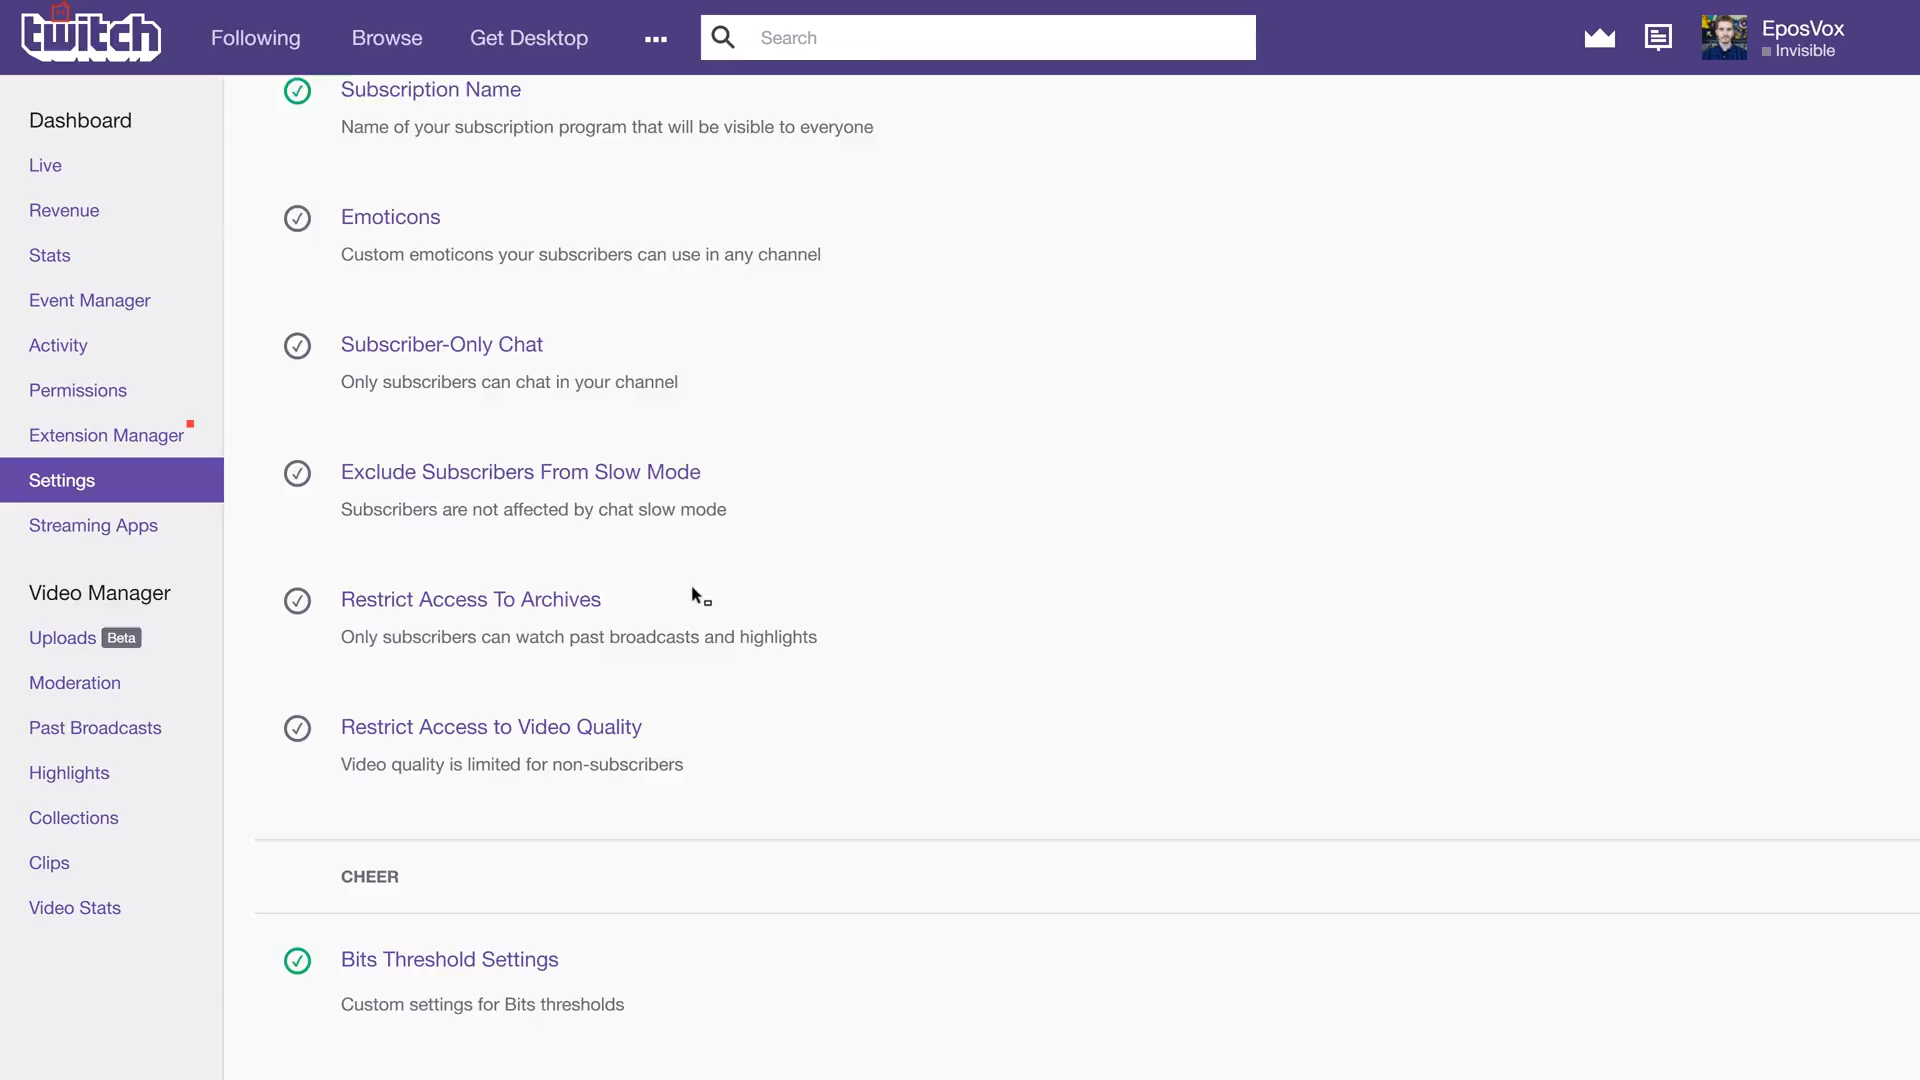 twitch
Following
Browse
Get Desktop
Search
EposVox
Invisible
Dashboard
Live
Revenue
Stats
Event Manager
Activity
Permissions
Extension Manager
Settings
Streaming Apps
Video Manager
Uploads Beta
Moderation
Past Broadcasts
Highlights
Collections
Clips
Video Stats
Subscription Name
Name of your subscription program that will be visible to everyone
Emoticons
Custom emoticons your subscribers can use in any channel
Subscriber-Only Chat
Only subscribers can chat in your channel
Exclude Subscribers From Slow Mode
Subscribers are not affected by chat slow mode
Restrict Access To Archives
Only subscribers can watch past broadcasts and highlights
Restrict Access to Video Quality
Video quality is limited for non-subscribers
CHEER
Bits Threshold Settings
Custom settings for Bits thresholds